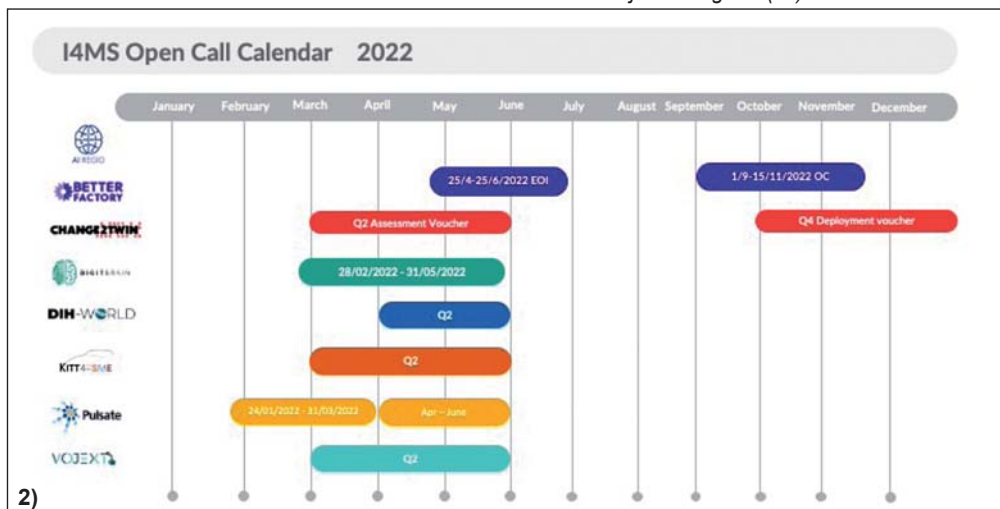 I4MS Open Call Calendar 2022
January February March April May June July August September October November December
AI REGIO
BETTER
FACTORY
25/4-25/6/2022 EOI
1/9-15/11/2022 OC
CHANGE2TWIN
Q2 Assessment Voucher
Q4 Deployment voucher
DIGITBRAIN
28/02/2022 - 31/05/2022
DIH-WORLD
Q2
KITT4SME
Q2
Pulsate
24/01/2022 - 31/03/2022
Apr – June
VOJEXT
Q2
2)